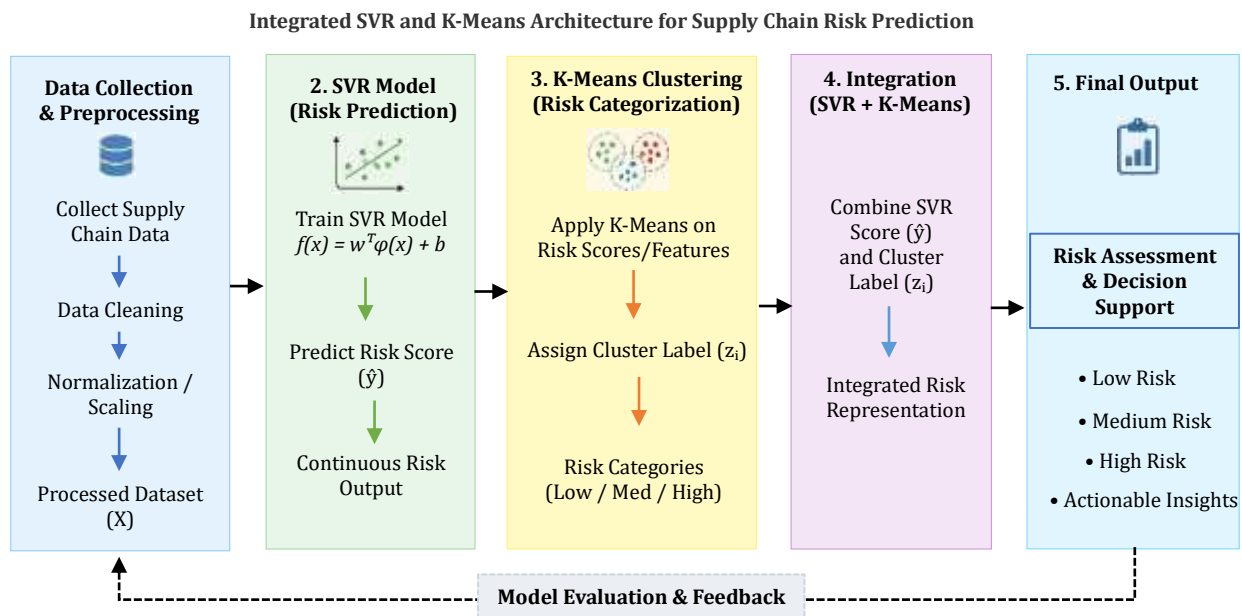 Integrated SVR and K-Means Architecture for Supply Chain Risk Prediction
Data Collection
& Preprocessing
Collect Supply
Chain Data
Data Cleaning
Normalization /
Scaling
Processed Dataset
(X)
2. SVR Model
(Risk Prediction)
Train SVR Model
f(x) = wᵀφ(x) + b
Predict Risk Score
(ŷ)
Continuous Risk
Output
3. K-Means Clustering
(Risk Categorization)
Apply K-Means on
Risk Scores/Features
Assign Cluster Label (zᵢ)
Risk Categories
(Low / Med / High)
4. Integration
(SVR + K-Means)
Combine SVR
Score (ŷ)
and Cluster
Label (zᵢ)
Integrated Risk
Representation
5. Final Output
Risk Assessment
& Decision
Support
• Low Risk
• Medium Risk
• High Risk
• Actionable Insights
Model Evaluation & Feedback